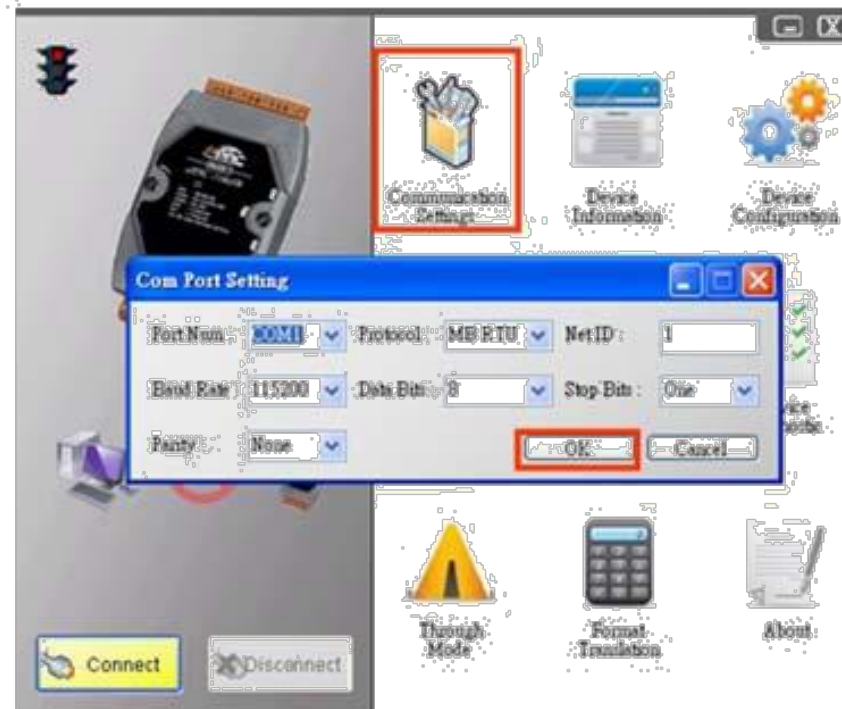 Communication
Settings
Device
Information
Device
Configuration
Com Port Setting
Port Num : COM1 Protocol : MB RTU Net ID : 1
Baud Rate : 115200 Data Bits : 8 Stop Bits : One
Parity : None OK Cancel
Through
Mode
Format
Translation
About
Connect Disconnect